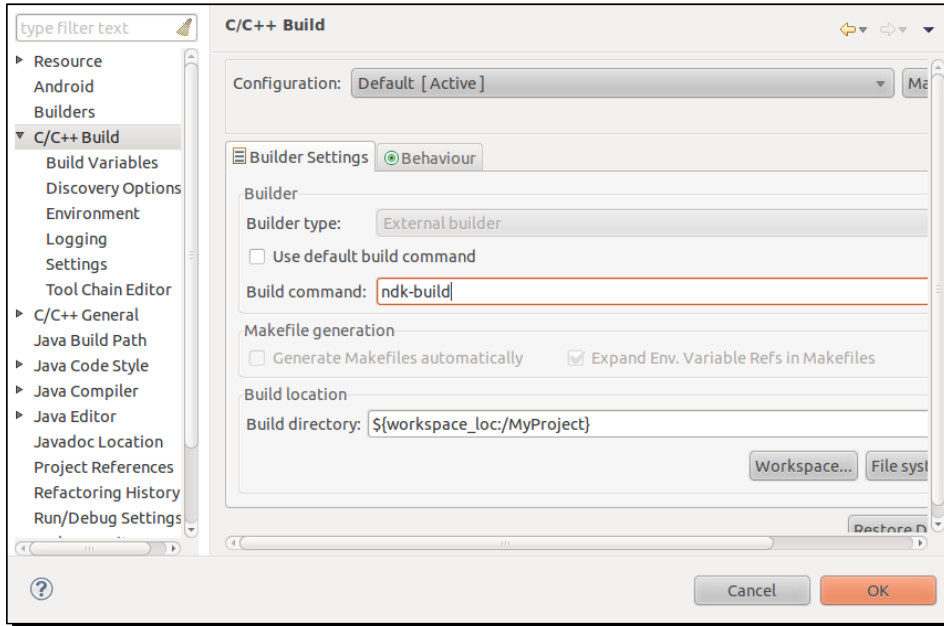 type filter text
Resource
Android
Builders
C/C++ Build
Build Variables
Discovery Options
Environment
Logging
Settings
Tool Chain Editor
C/C++ General
Java Build Path
Java Code Style
Java Compiler
Java Editor
Javadoc Location
Project References
Refactoring History
Run/Debug Settings
C/C++ Build
Configuration: Default [ Active ] Ma
Builder Settings Behaviour
Builder
Builder type: External builder
Use default build command
Build command: ndk-build
Makefile generation
Generate Makefiles automatically Expand Env. Variable Refs in Makefiles
Build location
Build directory: ${workspace_loc:/MyProject}
Workspace... File syst
Restore D
Cancel OK